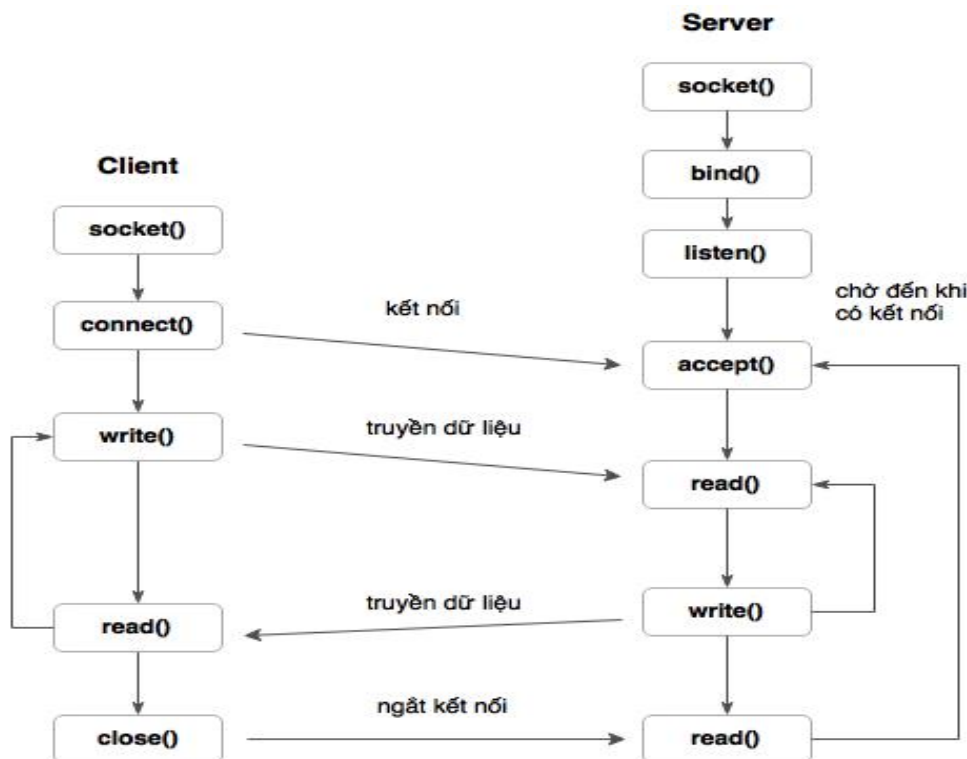 Server
socket()
bind()
Client
socket()
listen()
chờ đến khi
có kết nối
kết nối
connect()
accept()
truyền dữ liệu
write()
read()
truyền dữ liệu
write()
read()
ngắt kết nối
close()
read()